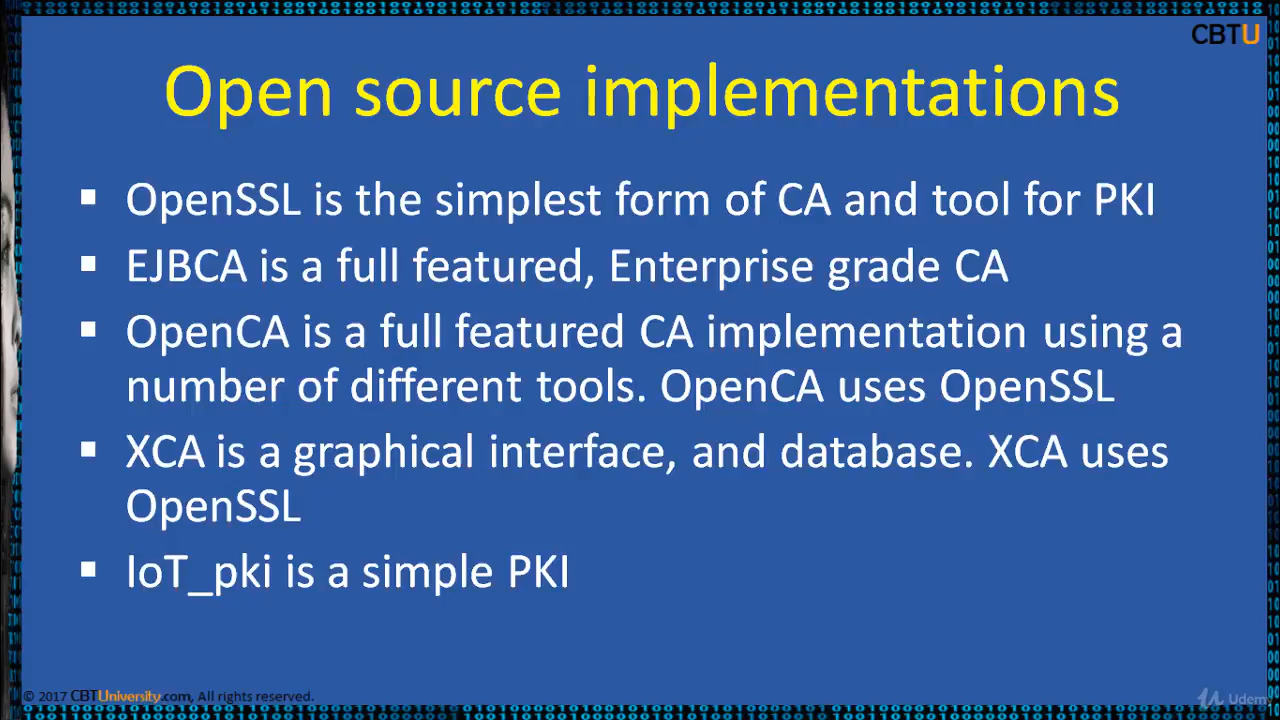 CBTU
Open source implementations
▪ OpenSSL is the simplest form of CA and tool for PKI
▪ EJBCA is a full featured, Enterprise grade CA
▪ OpenCA is a full featured CA implementation using a
number of different tools. OpenCA uses OpenSSL
▪ XCA is a graphical interface, and database. XCA uses
OpenSSL
▪ IoT_pki is a simple PKI
© 2017 CBTUniversity.com, All rights reserved.
Udemy